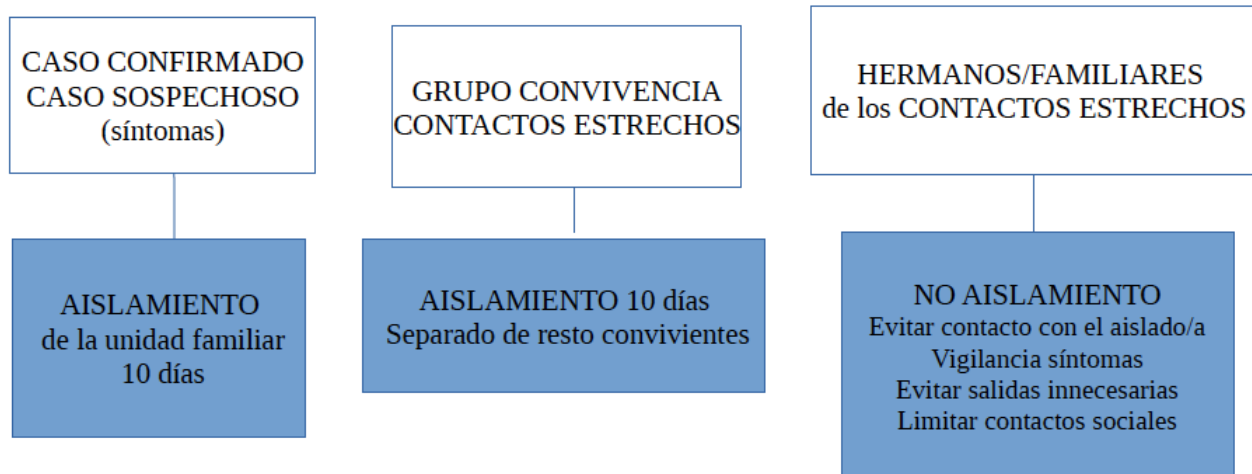 CASO CONFIRMADO
CASO SOSPECHOSO
(síntomas)
AISLAMIENTO
de la unidad familiar
10 días
GRUPO CONVIVENCIA
CONTACTOS ESTRECHOS
AISLAMIENTO 10 días
Separado de resto convivientes
HERMANOS/FAMILIARES
de los CONTACTOS ESTRECHOS
NO AISLAMIENTO
Evitar contacto con el aislado/a
Vigilancia síntomas
Evitar salidas innecesarias
Limitar contactos sociales